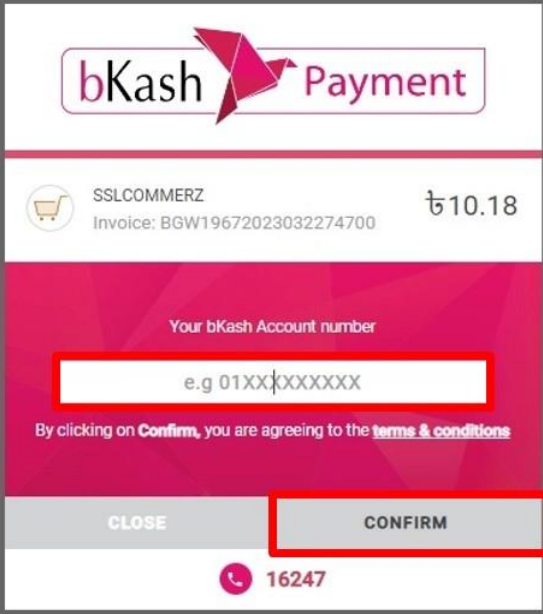 bKash Payment
SSLCOMMERZ
Invoice: BGW19672023032274700
৳10.18
Your bKash Account number
e.g 01XXXXXXXXX
By clicking on Confirm, you are agreeing to the terms & conditions
CLOSE
CONFIRM
16247